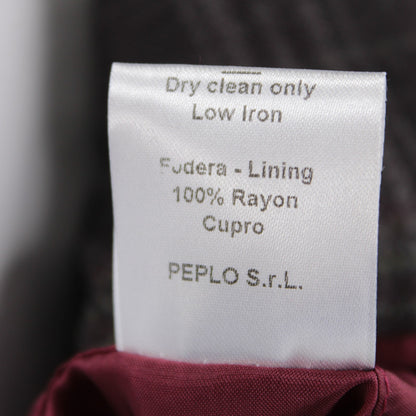 Dry clean only
Low Iron
Fodera - Lining
100% Rayon
Cupro
PEPLO S.r.L.